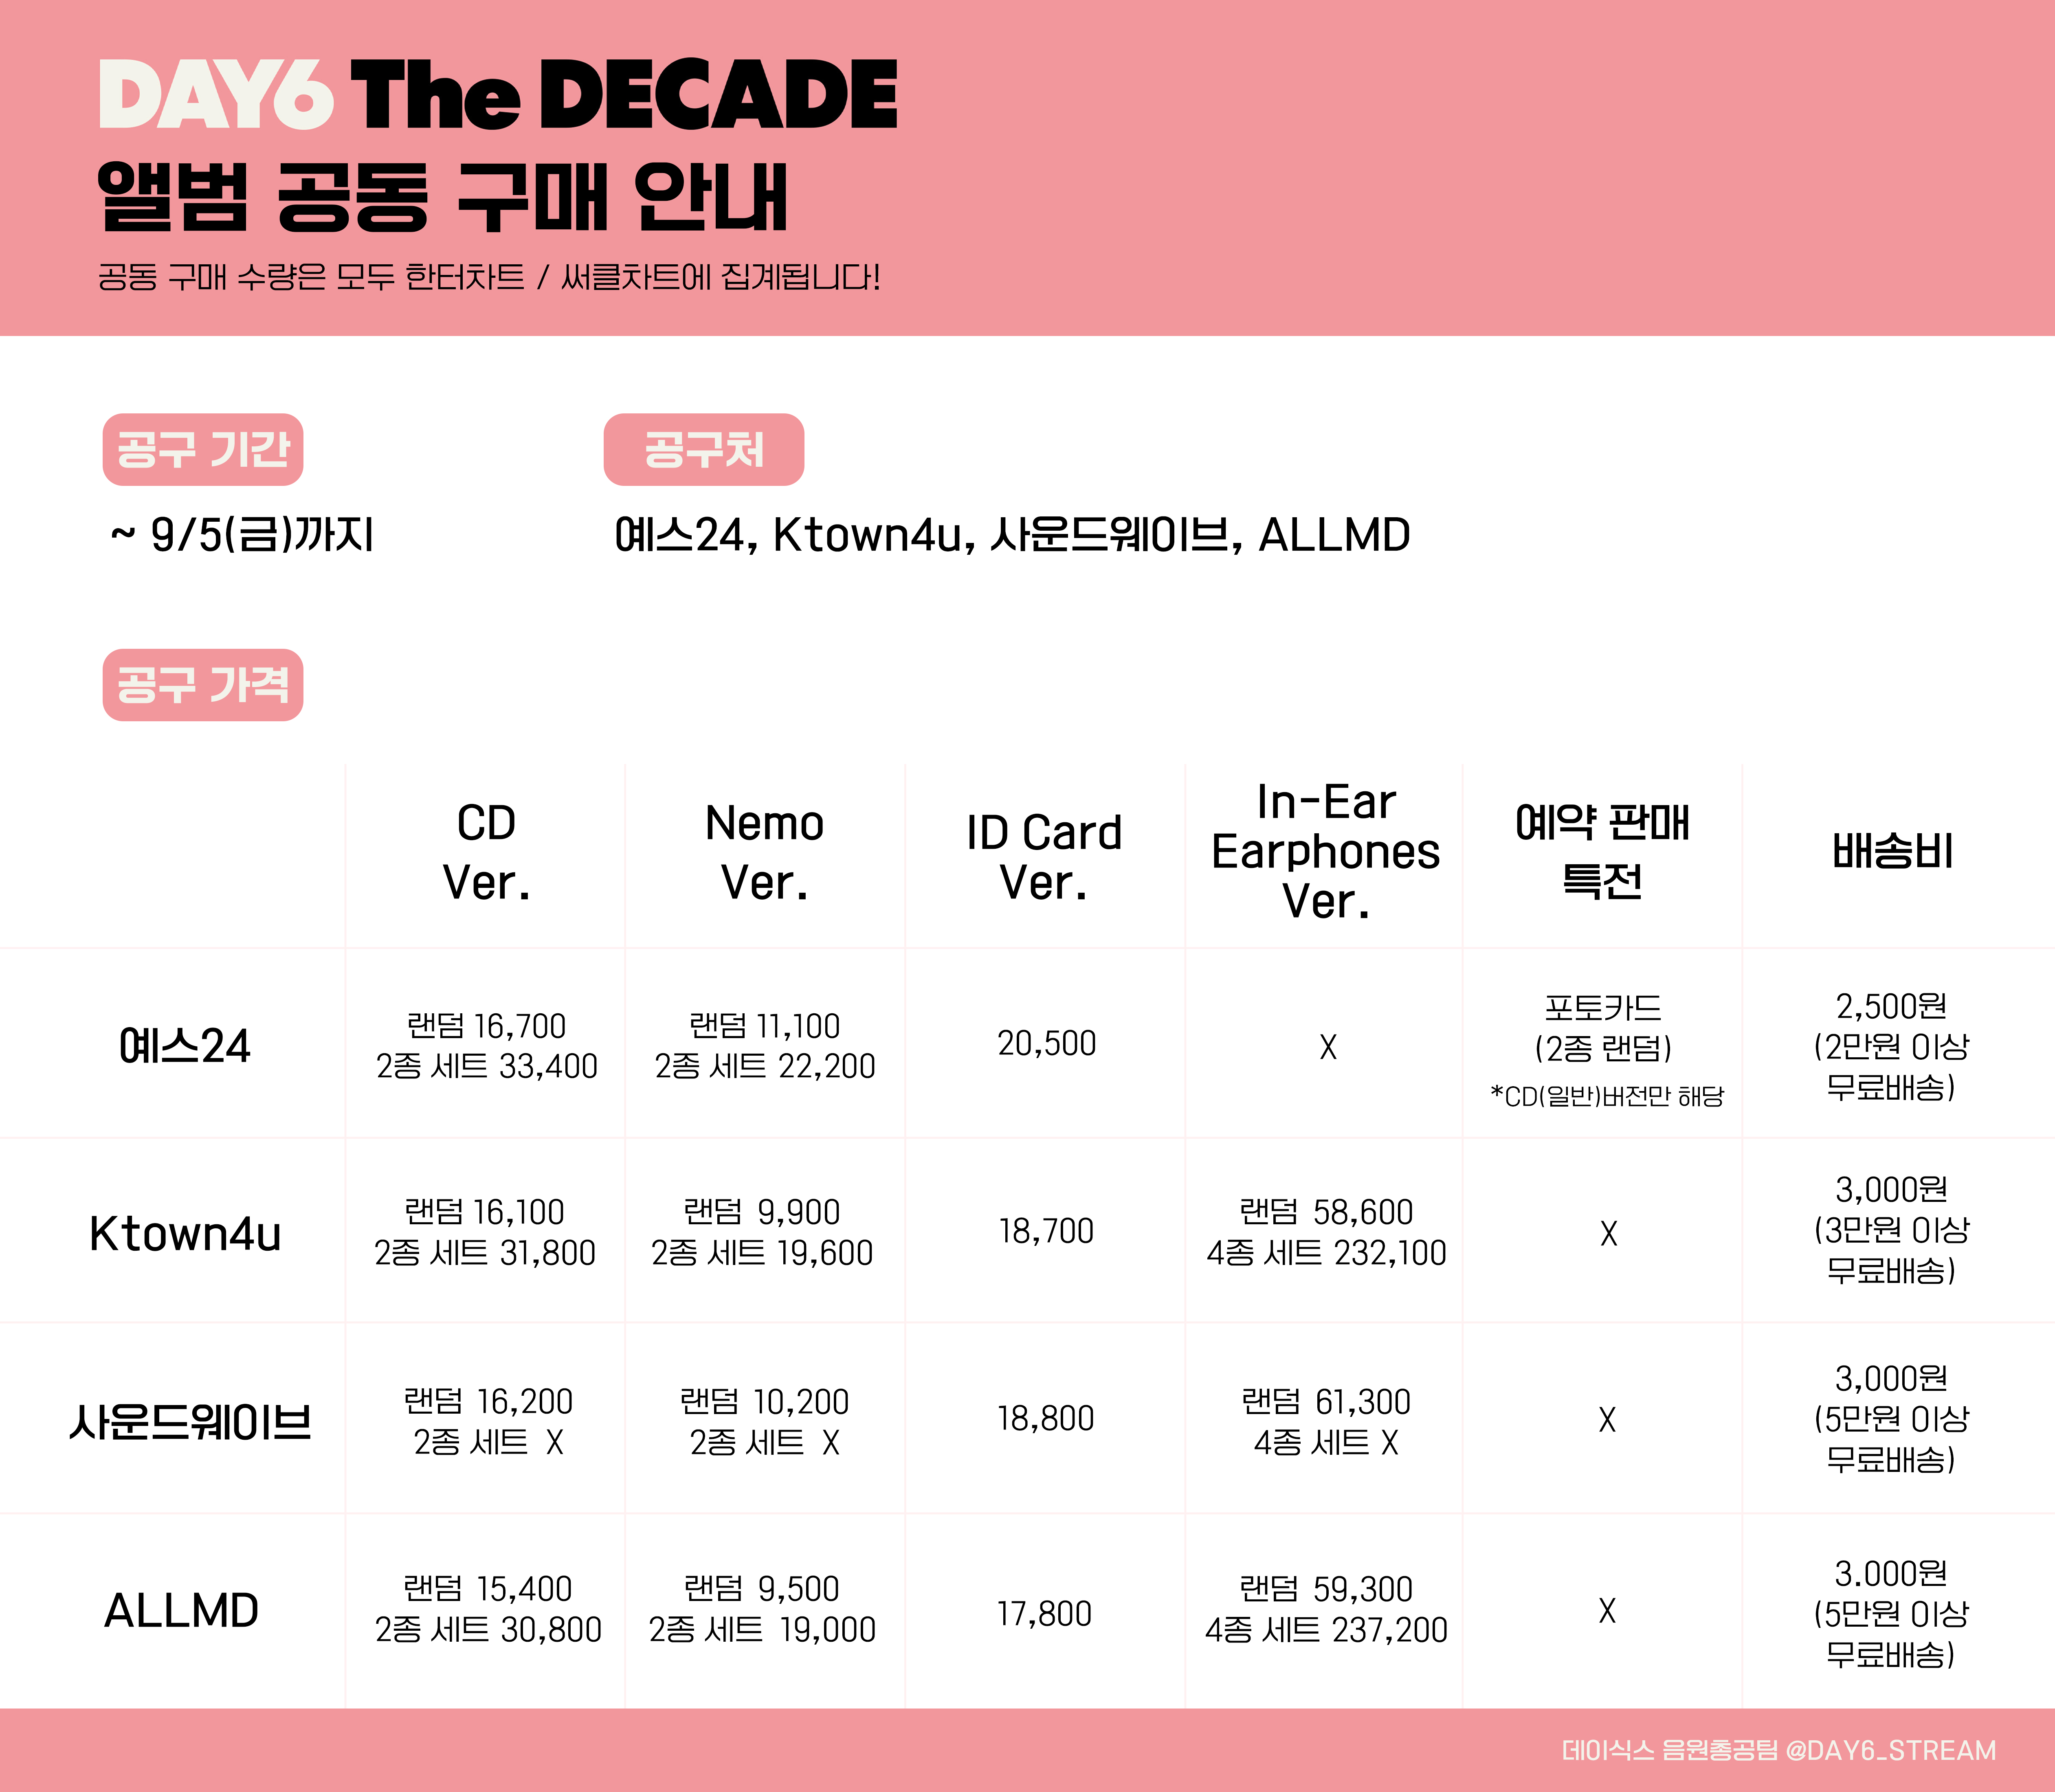 DAY6 The DECADE
앨범 공동 구매 안내
공동 구매 수량은 모두 한터차트 / 써클차트에 집계됩니다!
공구 기간
~ 9/5(금)까지
공구처
예스24, Ktown4u, 사운드웨이브, ALLMD
공구 가격
CD
Ver.
Nemo
Ver.
ID Card
Ver.
In-Ear
Earphones
Ver.
예약 판매
특전
배송비
예스24
랜덤 16,700
2종 세트 33,400
랜덤 11,100
2종 세트 22,200
20,500
X
포토카드
(2종 랜덤)
*CD(일반)버전만 해당
2,500원
(2만원 이상
무료배송)
Ktown4u
랜덤 16,100
2종 세트 31,800
랜덤 9,900
2종 세트 19,600
18,700
랜덤 58,600
4종 세트 232,100
X
3,000원
(3만원 이상
무료배송)
사운드웨이브
랜덤 16,200
2종 세트 X
랜덤 10,200
2종 세트 X
18,800
랜덤 61,300
4종 세트 X
X
3,000원
(5만원 이상
무료배송)
ALLMD
랜덤 15,400
2종 세트 30,800
랜덤 9,500
2종 세트 19,000
17,800
랜덤 59,300
4종 세트 237,200
X
3.000원
(5만원 이상
무료배송)
데이식스 음원총공팀 @DAY6_STREAM